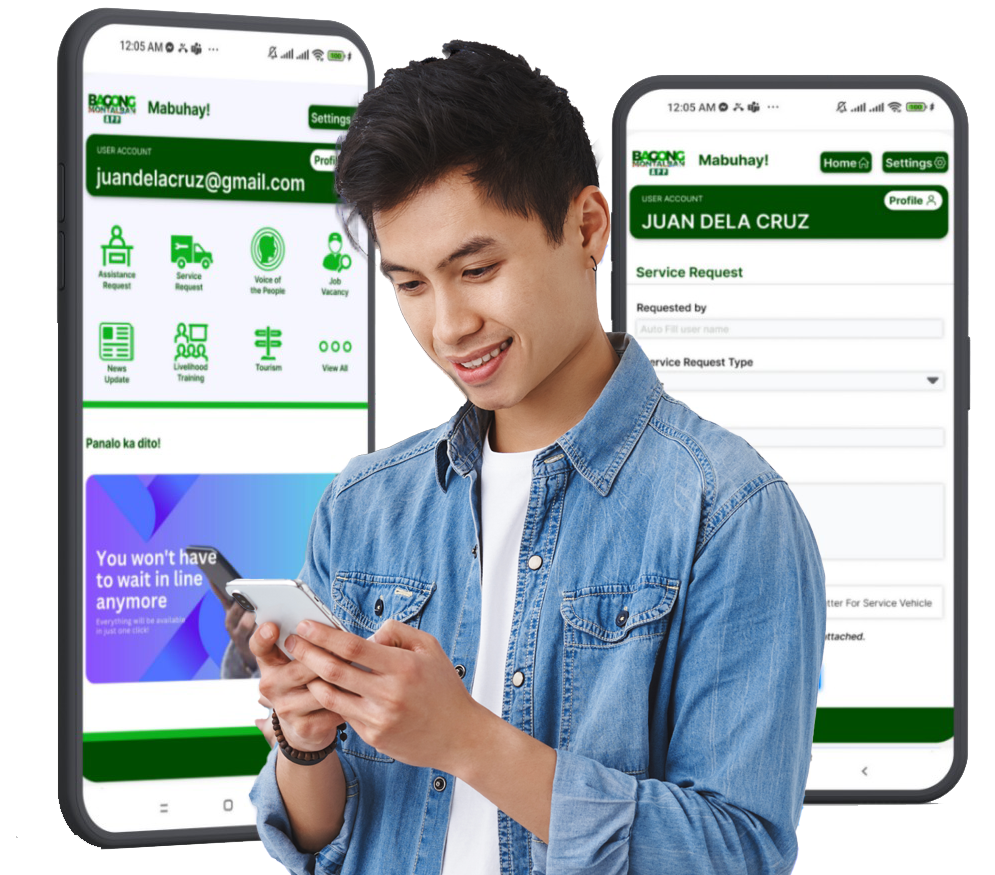 12:05 AM
100
BAGONG
MONTALBAN
APP
Mabuhay!
Settings
USER ACCOUNT
juandelacruz@gmail.com
Assistance
Request
Service
Request
Voice of
the People
Job
Vacancy
News
Update
Livelihood
Training
Tourism
View All
Panalo ka dito!
You won't have
to wait in line
anymore
Everything will be available
in just one click!
12:05 AM
100
BAGONG
MONTALBAN
APP
Mabuhay!
Home
Settings
USER ACCOUNT
Profile
JUAN DELA CRUZ
Service Request
Requested by
Auto Fill user name
ervice Request Type
tter For Service Vehicle
ttached.